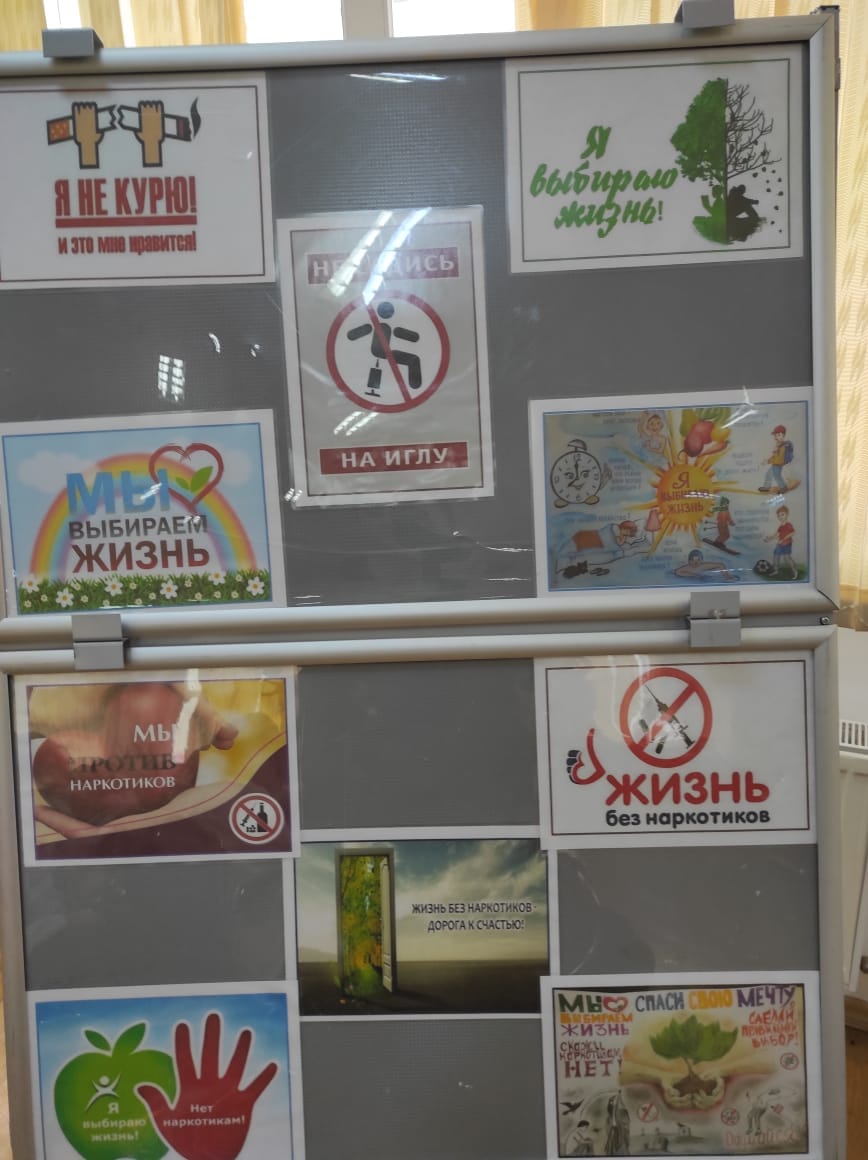 Я НЕ КУРЮ!
И ЭТО МНЕ НРАВИТСЯ!
Я
выбираю
жизнь!
НА ИГЛУ
МЫ
ВЫБИРАЕМ
ЖИЗНЬ
Я
ВЫБИРАЮ
ЖИЗНЬ
МЫ
ПРОТИВ
НАРКОТИКОВ
ЖИЗНЬ
без наркотиков
ЖИЗНЬ БЕЗ НАРКОТИКОВ-
ДОРОГА К СЧАСТЬЮ!
Я
выбираю
жизнь!
Нет
наркотикам!
МЫ
ВЫБИРАЕМ
ЖИЗНЬ
СКАЖИ
НАРКОТИКАМ
НЕТ!
СПАСИ СВОЮ МЕЧТУ,
СДЕЛАЙ
ПРАВИЛЬНЫЙ
ВЫБОР!